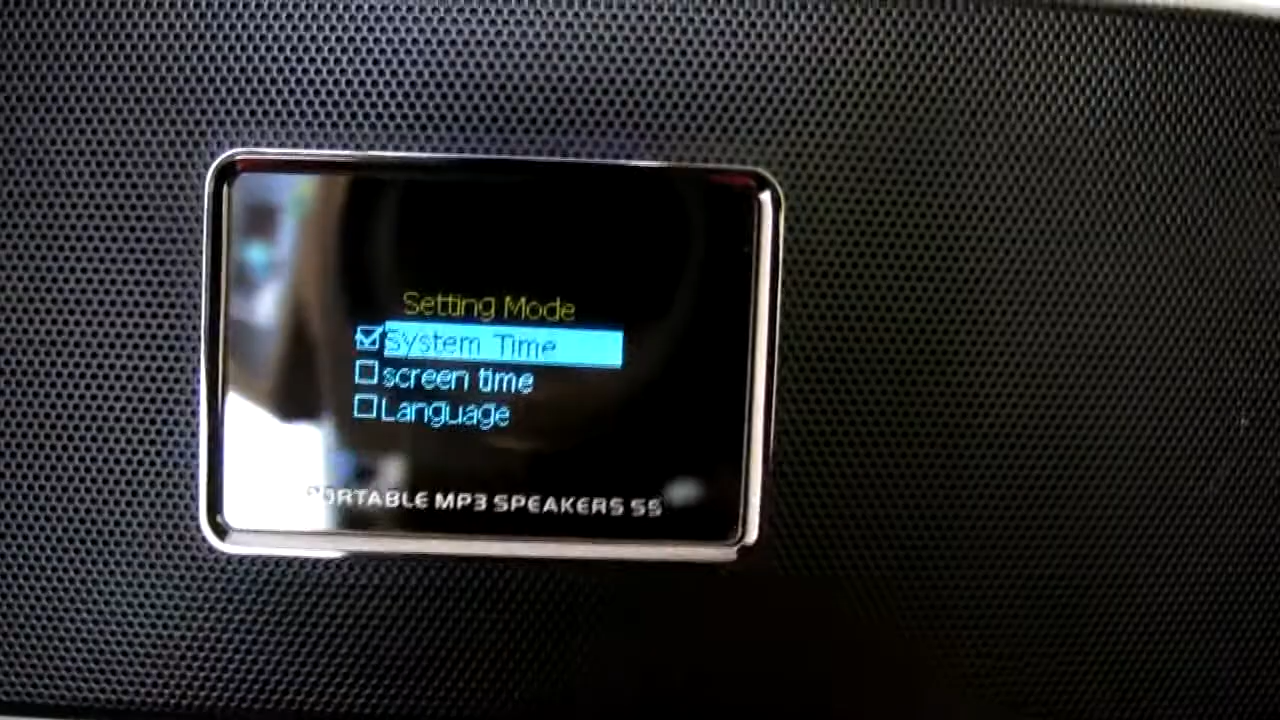 Setting Mode
System Time
screen time
Language
PORTABLE MP3 SPEAKERS S5